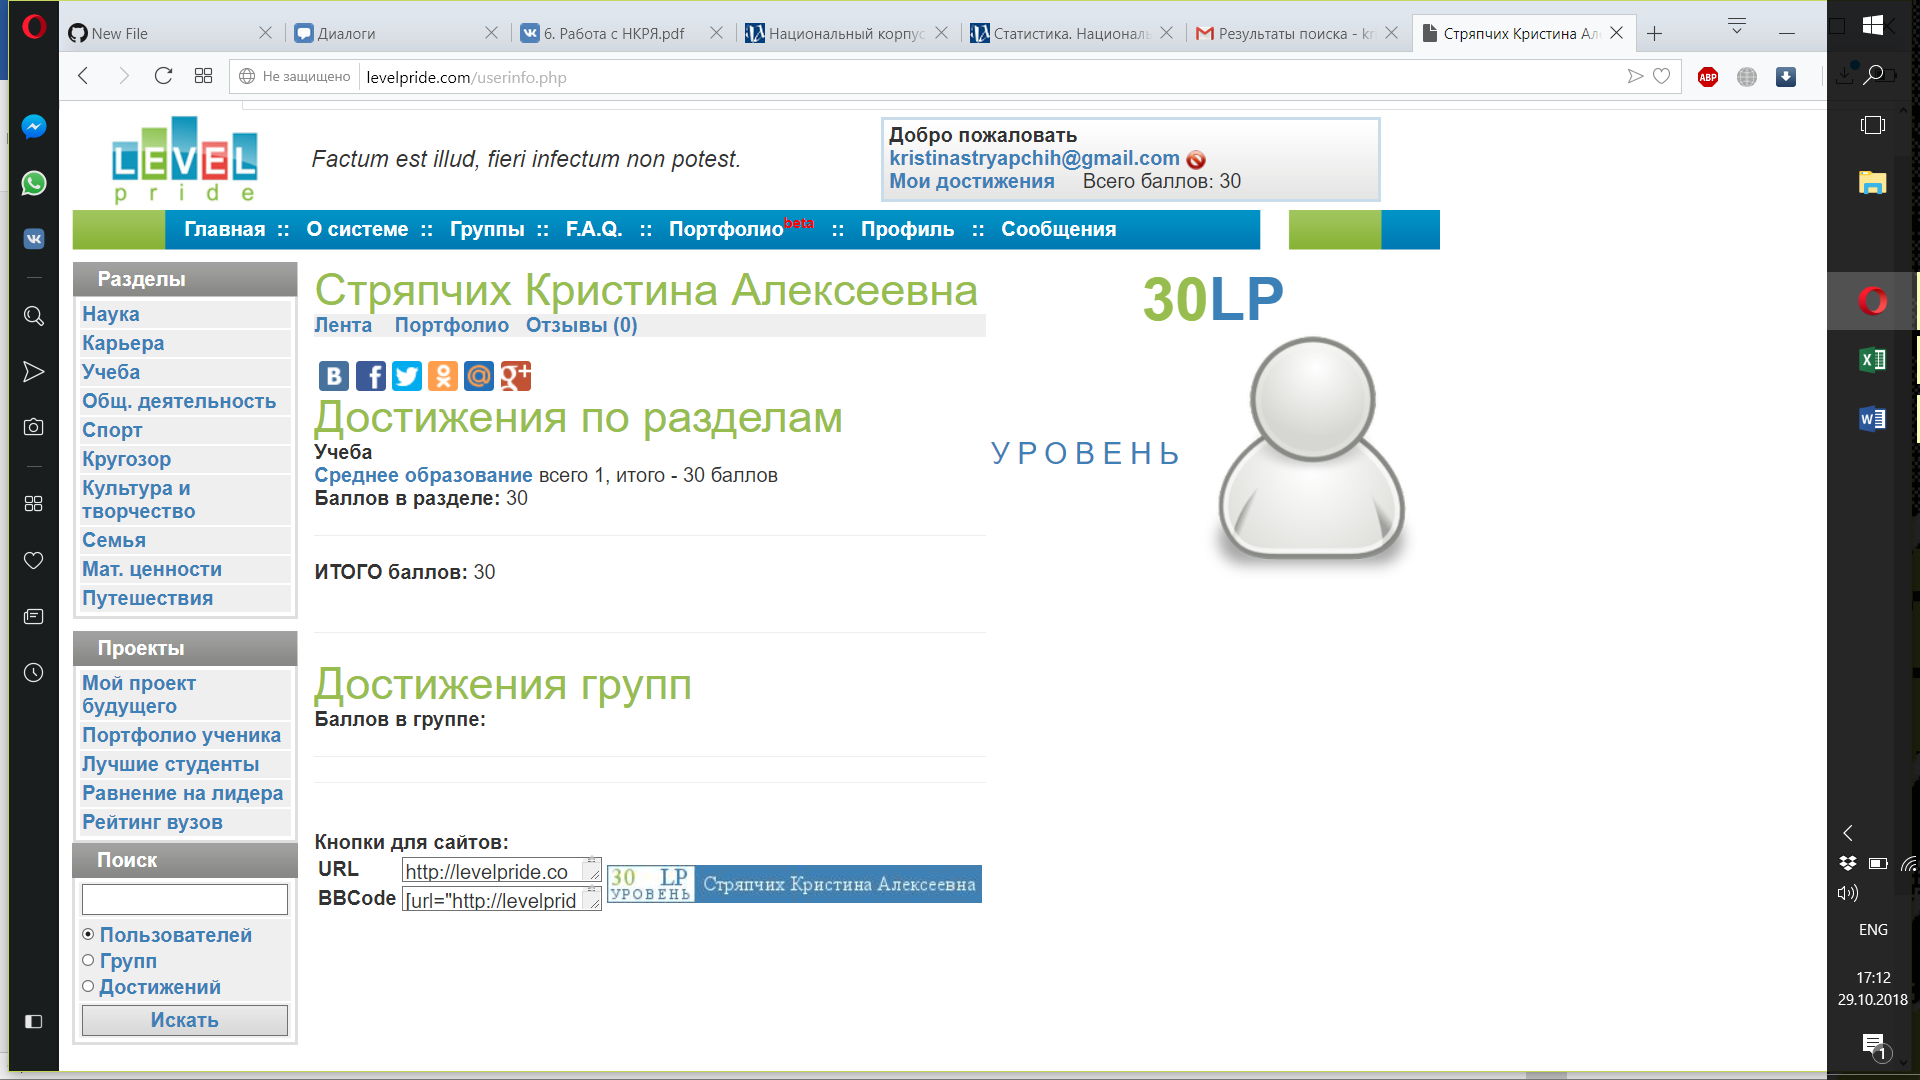 New File
Диалоги
6. Работа с НКРЯ.pdf
Национальный корпус
Статистика. Националь
Результаты поиска - kr
Стряпчих Кристина Ал
Не защищено
levelpride.com/userinfo.php
ABP
LEVEL
pride
Factum est illud, fieri infectum non potest.
Добро пожаловать
kristinastryapchih@gmail.com
Мои достижения Всего баллов: 30
Главная :: О системе :: Группы :: F.A.Q. :: Портфолио beta :: Профиль :: Сообщения
Разделы
Наука
Карьера
Учеба
Общ. деятельность
Спорт
Кругозор
Культура и
творчество
Семья
Мат. ценности
Путешествия
Проекты
Мой проект
будущего
Портфолио ученика
Лучшие студенты
Равнение на лидера
Рейтинг вузов
Поиск
Пользователей
Групп
Достижений
Искать
Стряпчих Кристина Алексеевна
Лента Портфолио Отзывы (0)
Достижения по разделам
Учеба
Среднее образование всего 1, итого - 30 баллов
Баллов в разделе: 30
ИТОГО баллов: 30
Достижения групп
Баллов в группе:
Кнопки для сайтов:
URL http://levelpride.co
BBCode [url="http://levelprid
30 LP
УРОВЕНЬ
Стряпчих Кристина Алексеевна
30LP
УРОВЕНЬ
ENG
17:12
29.10.2018
1